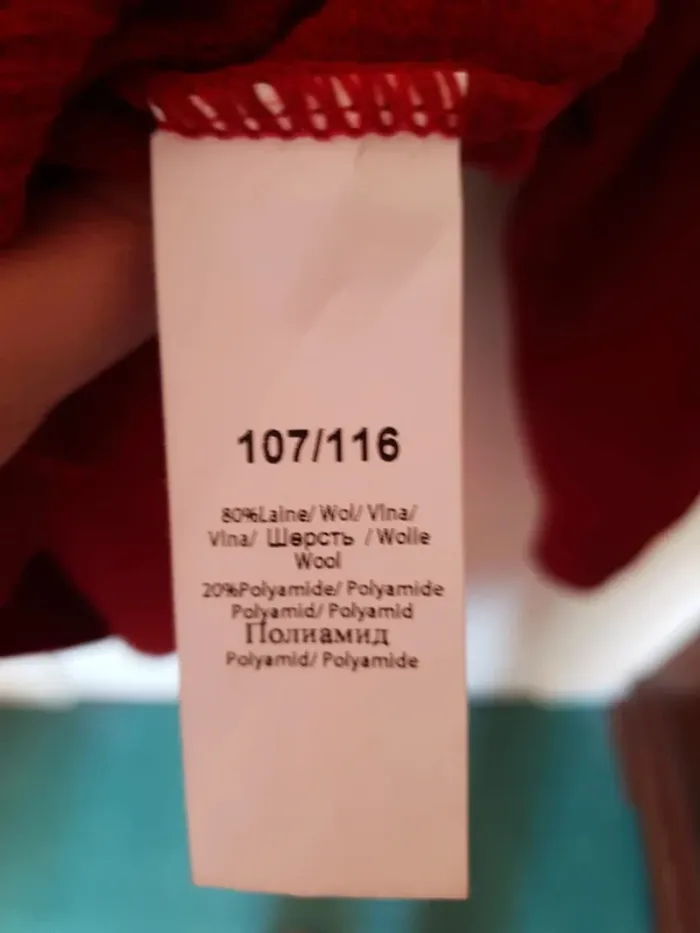 107/116
80%Laine/ Wol/ Vlna/
Vlna/ Шерсть / Wolle
Wool
20%Polyamide/ Polyamide
Polyamid/ Polyamid
Полиамид
Polyamid/ Polyamide